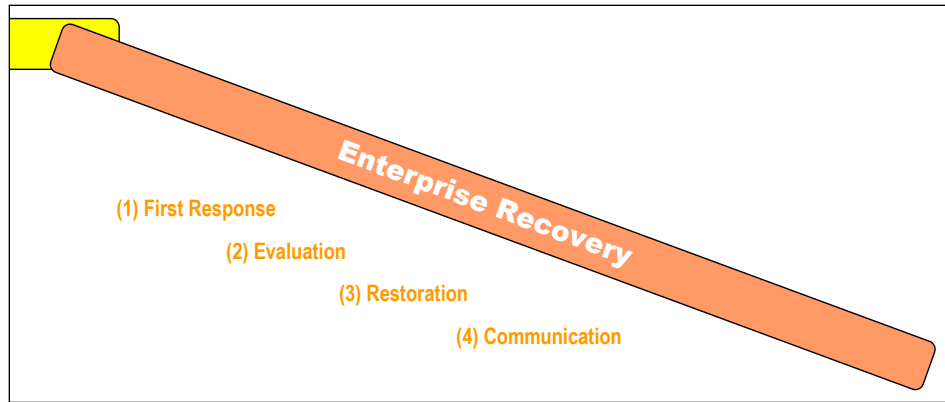 Enterprise Recovery
(1) First Response
(2) Evaluation
(3) Restoration
(4) Communication